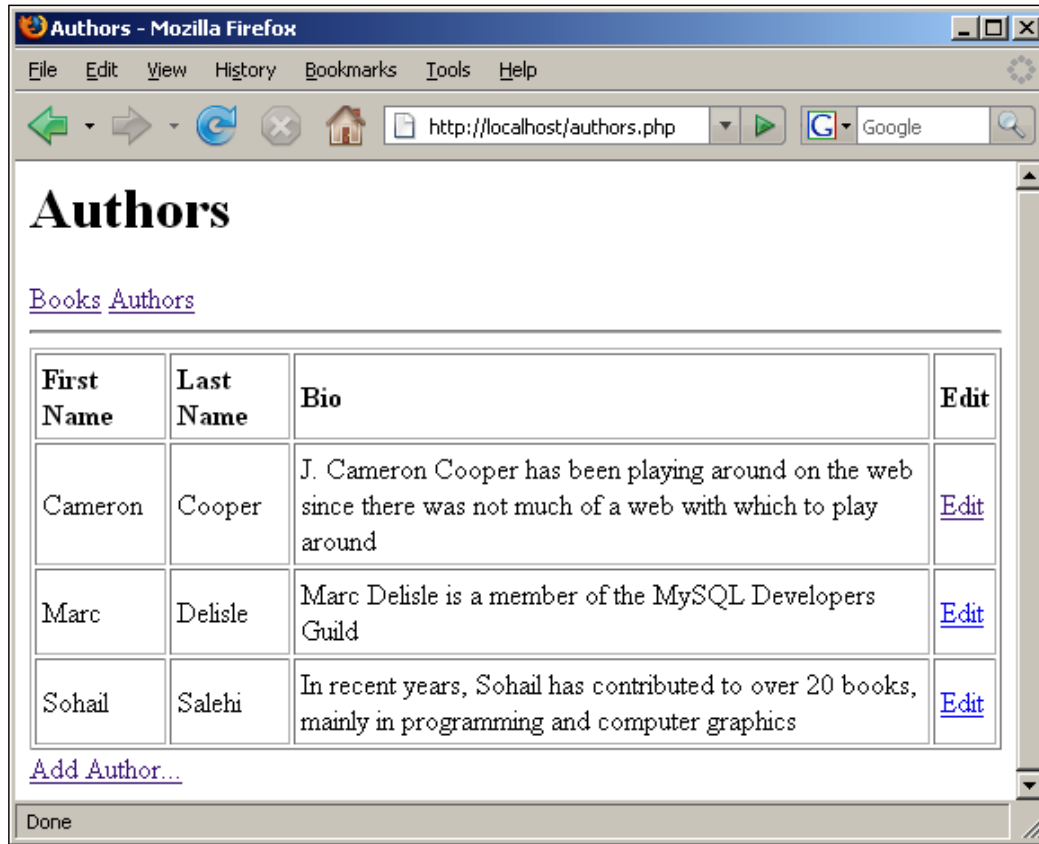 Authors - Mozilla Firefox
File Edit View History Bookmarks Tools Help
http://localhost/authors.php G Google
Authors
Books Authors
First Name Last Name Bio Edit
Cameron Cooper J. Cameron Cooper has been playing around on the web
since there was not much of a web with which to play
around Edit
Marc Delisle Marc Delisle is a member of the MySQL Developers
Guild Edit
Sohail Salehi In recent years, Sohail has contributed to over 20 books,
mainly in programming and computer graphics Edit
Add Author...
Done